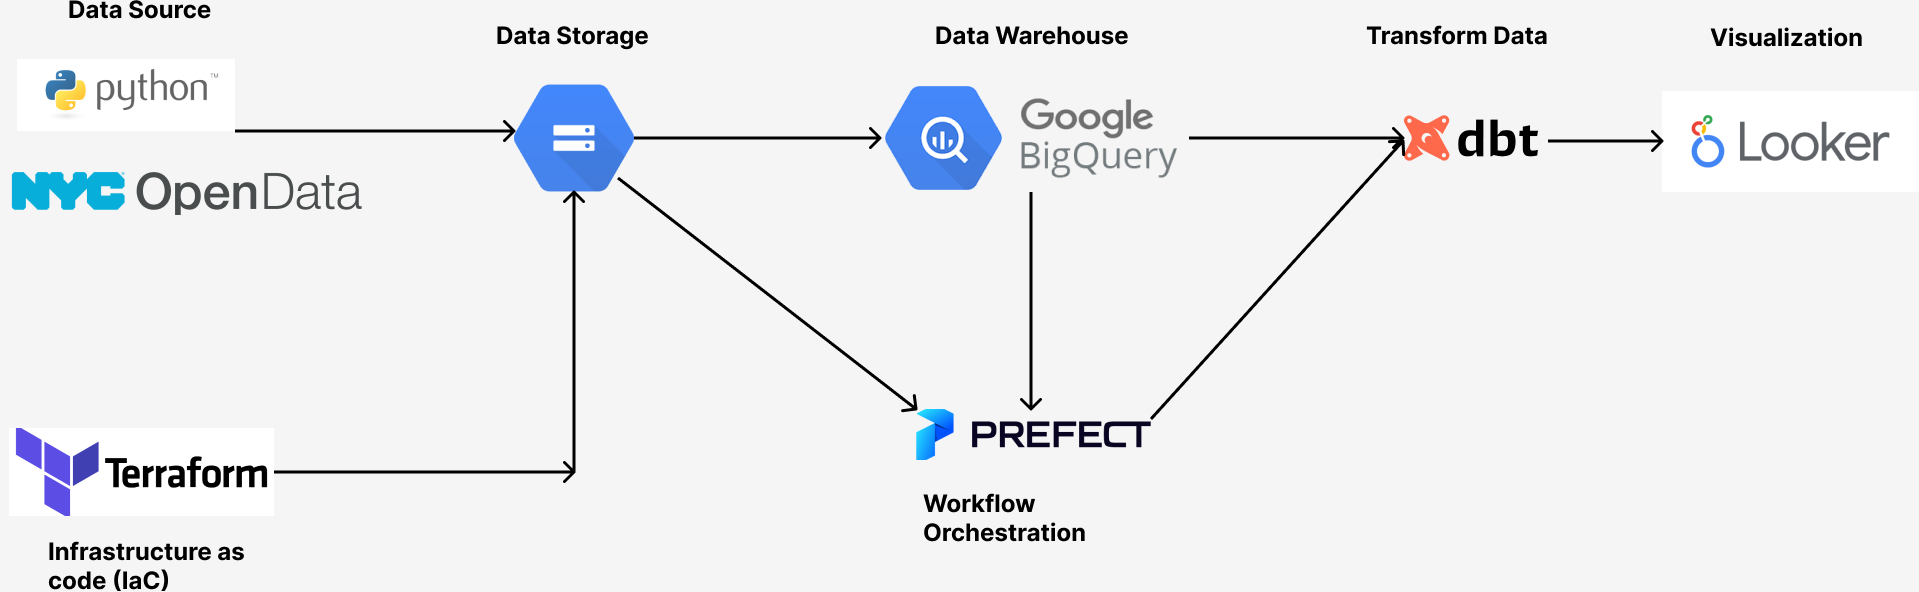 Data Source
Data Storage
Data Warehouse
Transform Data
Visualization
python™
Google
BigQuery
dbt
Looker
NYC OpenData
PREFECT
Terraform
Workflow
Orchestration
Infrastructure as
code (IaC)